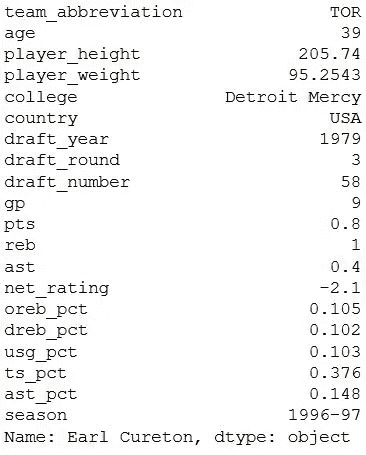 team_abbreviation TOR
age 39
player_height 205.74
player_weight 95.2543
college Detroit Mercy
country USA
draft_year 1979
draft_round 3
draft_number 58
gp 9
pts 0.8
reb 1
ast 0.4
net_rating -2.1
oreb_pct 0.105
dreb_pct 0.102
usg_pct 0.103
ts_pct 0.376
ast_pct 0.148
season 1996-97
Name: Earl Cureton, dtype: object